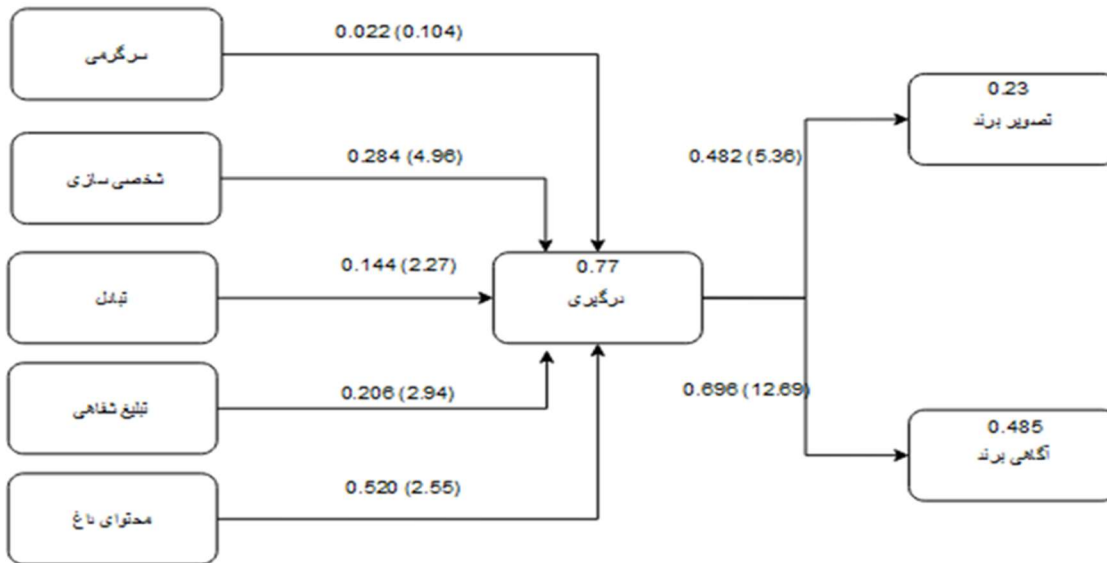 سرگرمی
0.022 (0.104)
شخصی سازی
0.284 (4.96)
تبادل
0.144 (2.27)
تبلیغ شفاهی
0.206 (2.94)
محتوای داغ
0.520 (2.55)
0.77
درگیری
0.482 (5.36)
0.696 (12.69)
0.23
تصویر برند
0.485
آگاهی برند